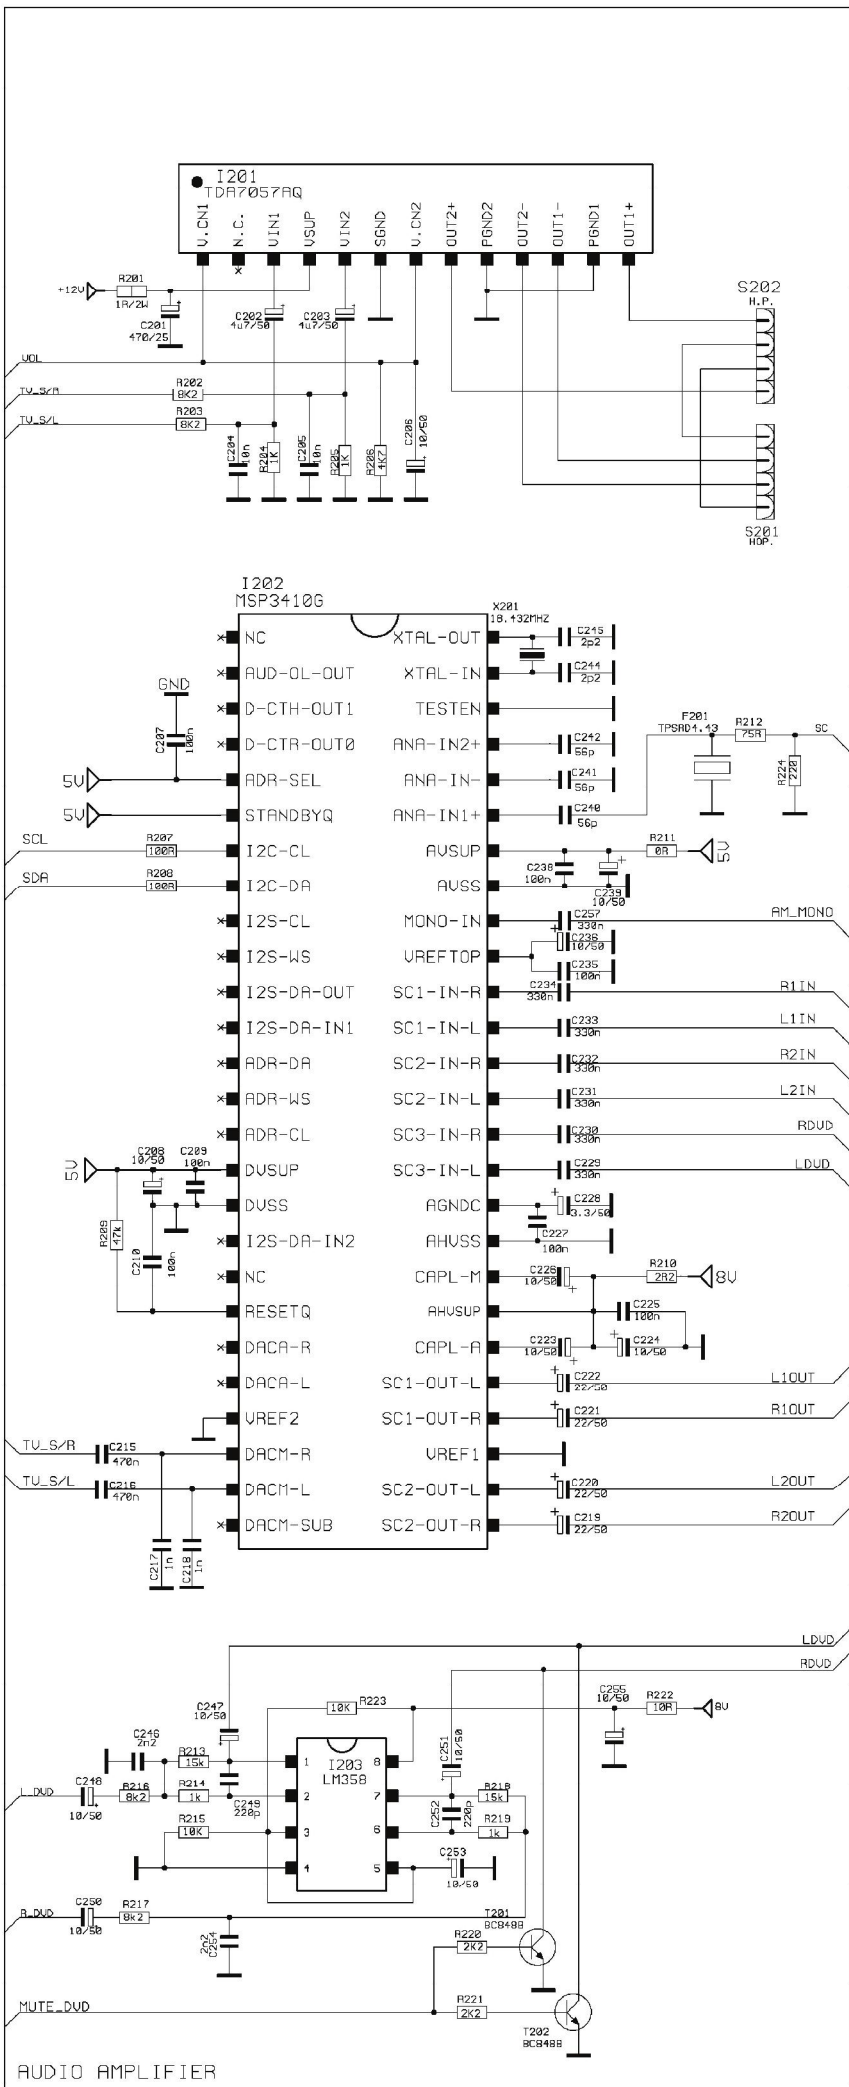 I201
TDA7057AQ
V.CN1
N.C.
VIN1
VSUP
VIN2
SGND
V.CN2
OUT2+
PGND2
OUT2-
OUT1-
PGND1
OUT1+
+12V
R201
1R/2W
C201
470/25
C202
4u7/50
C203
4u7/50
S202
H.P.
VOL
TV_S/R
R202
8K2
TV_S/L
R203
8K2
C204
10n
R204
1K
C205
10n
R205
1K
R206
4K7
C206
10/50
S201
HOP.
I202
MSP3410G
X201
18.432MHZ
NC
XTAL-OUT
C245
2p2
AUD-OL-OUT
XTAL-IN
C244
2p2
GND
D-CTH-OUT1
TESTEN
C207
100n
D-CTR-OUT0
ANA-IN2+
C242
56p
F201
TPSRD4.43
R212
75R
SC
R224
220
5V
ADR-SEL
ANA-IN-
C241
56p
5V
STANDBYQ
ANA-IN1+
C240
56p
SCL
R207
100R
I2C-CL
AVSUP
C238
100n
R211
0R
5V
SDA
R208
100R
I2C-DA
AVSS
C239
10/50
I2S-CL
MONO-IN
C257
330n
AM_MONO
I2S-WS
VREFTOP
C236
10/50
C235
100n
I2S-DA-OUT
SC1-IN-R
C234
330n
R1IN
I2S-DA-IN1
SC1-IN-L
C233
330n
L1IN
ADR-DA
SC2-IN-R
C232
330n
R2IN
ADR-WS
SC2-IN-L
C231
330n
L2IN
ADR-CL
SC3-IN-R
C230
330n
RDVD
5V
C208
10/50
C209
100n
DVSUP
SC3-IN-L
C229
330n
LDVD
DVSS
AGNDC
C228
3.3/50
R209
47k
C210
100n
I2S-DA-IN2
AHVSS
C227
100n
NC
CAPL-M
C226
10/50
R210
2R2
8V
RESETQ
AHVSUP
C225
100n
DACA-R
CAPL-A
C223
10/50
C224
10/50
DACA-L
SC1-OUT-L
C222
22/50
L1OUT
VREF2
SC1-OUT-R
C221
22/50
R1OUT
TV_S/R
C215
470n
DACM-R
VREF1
TV_S/L
C216
470n
DACM-L
SC2-OUT-L
C220
22/50
L2OUT
DACM-SUB
SC2-OUT-R
C219
22/50
R2OUT
C217
1n
C218
1n
LDVD
RDVD
C247
10/50
10K
R223
C255
10/50
R222
10R
8V
C246
2n2
R213
15k
I203
LM358
C251
10/50
1
8
L_DVD
C248
10/50
R216
8k2
R214
1k
C249
220p
2
7
C252
220p
R218
15k
R215
10K
3
6
R219
1k
4
5
C253
10/50
R_DVD
C250
10/50
R217
8k2
2n2
C254
T201
BC848B
R220
2K2
MUTE_DVD
R221
2K2
T202
BC848B
AUDIO AMPLIFIER